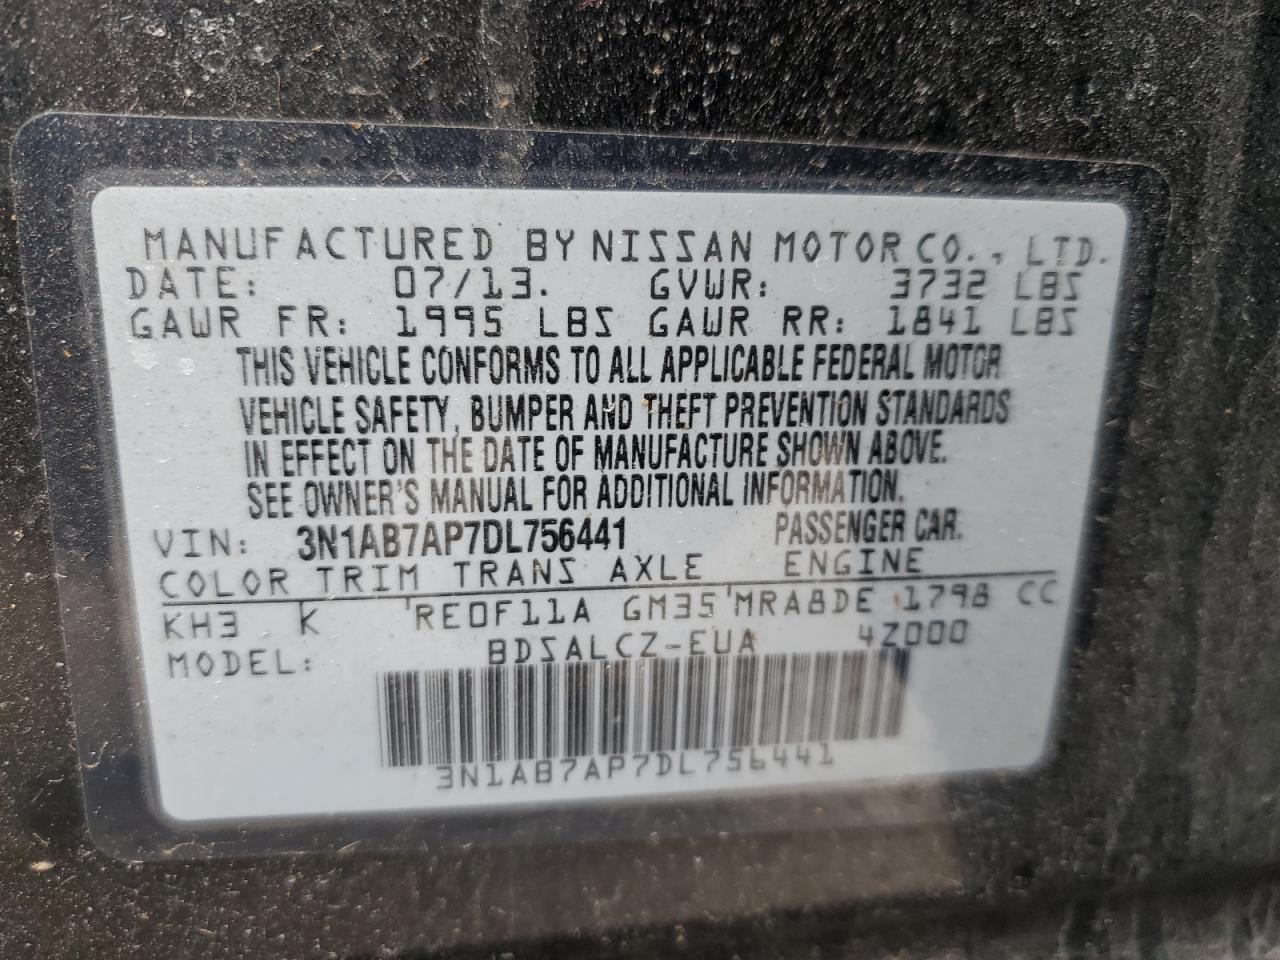 MANUFACTURED BY NISSAN MOTOR CO., LTD.
DATE: 07/13. GVWR: 3732 LBS
GAWR FR: 1995 LBS GAWR RR: 1841 LBS
THIS VEHICLE CONFORMS TO ALL APPLICABLE FEDERAL MOTOR
VEHICLE SAFETY, BUMPER AND THEFT PREVENTION STANDARDS
IN EFFECT ON THE DATE OF MANUFACTURE SHOWN ABOVE.
SEE OWNER'S MANUAL FOR ADDITIONAL INFORMATION.
VIN: 3N1AB7AP7DL756441 PASSENGER CAR.
COLOR TRIM TRANS AXLE ENGINE
KH3 K RE0F11A GM35 MRA8DE 1798 CC
MODEL: BDSALCZ-EUA 4Z000
3N1AB7AP7DL756441